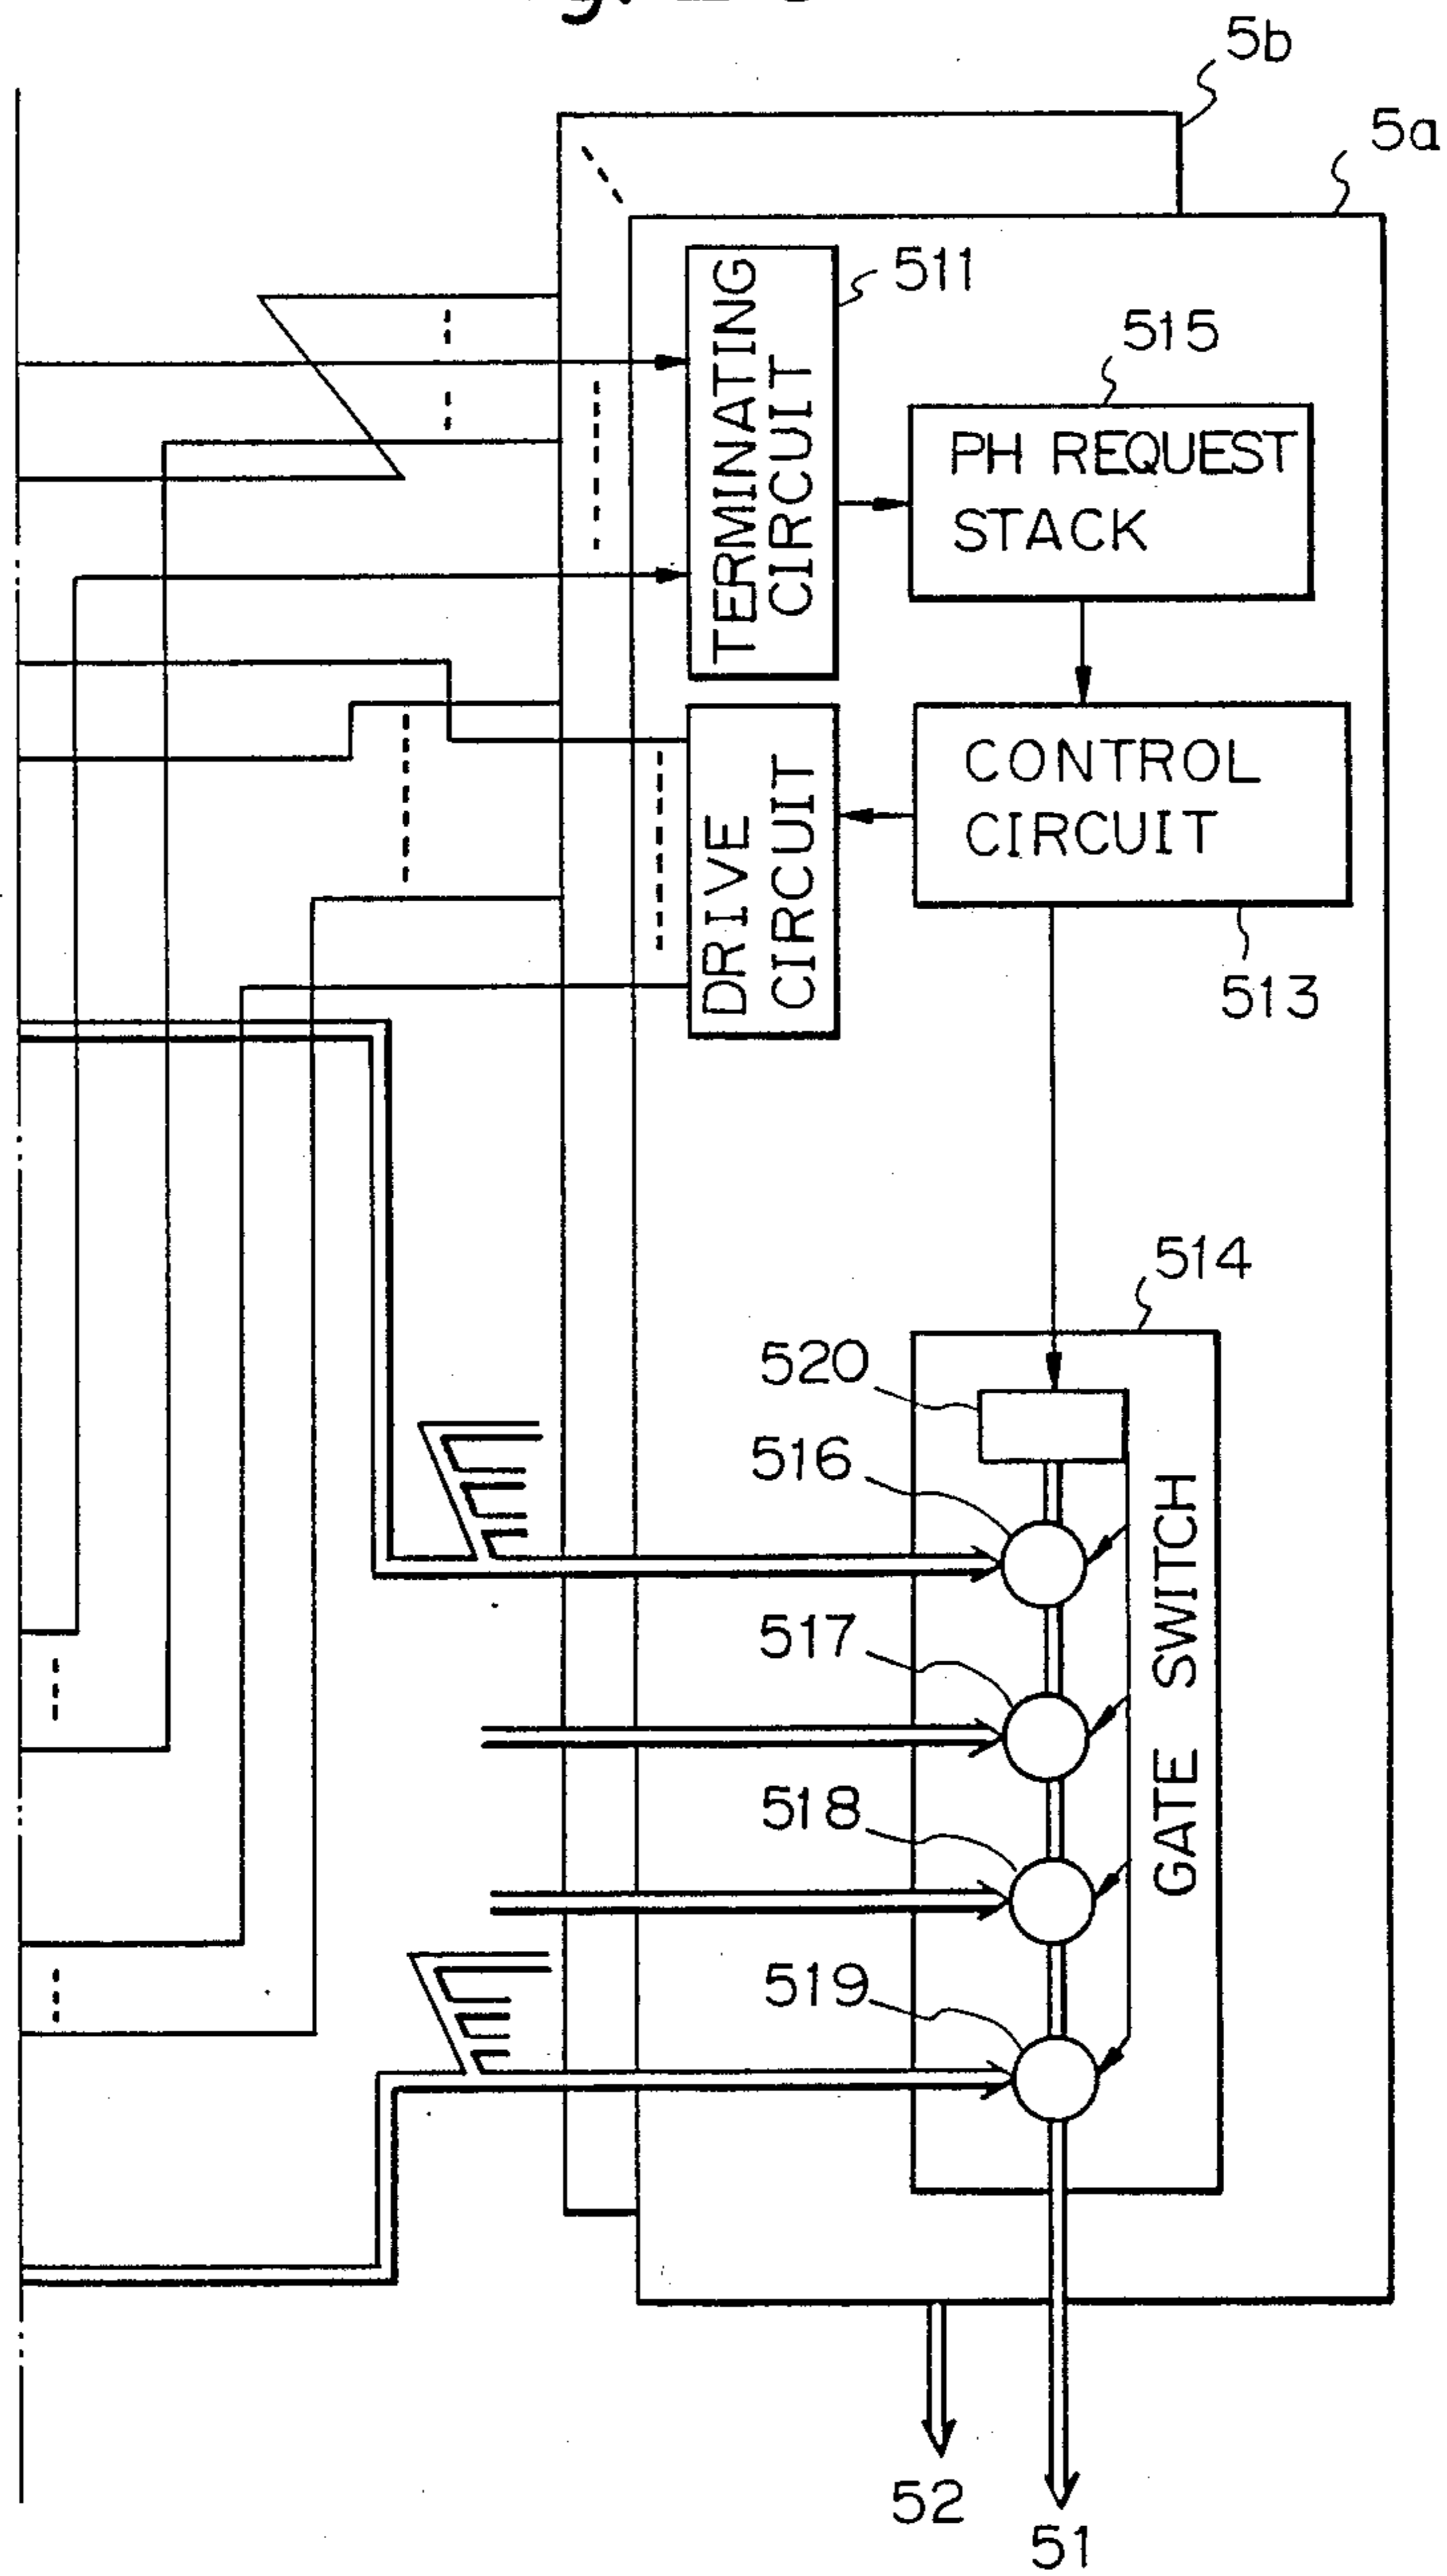 5b
5a
511
TERMINATING
CIRCUIT
515
PH REQUEST
STACK
CONTROL
CIRCUIT
513
DRIVE
CIRCUIT
514
520
516
517
518
519
GATE SWITCH
52
51